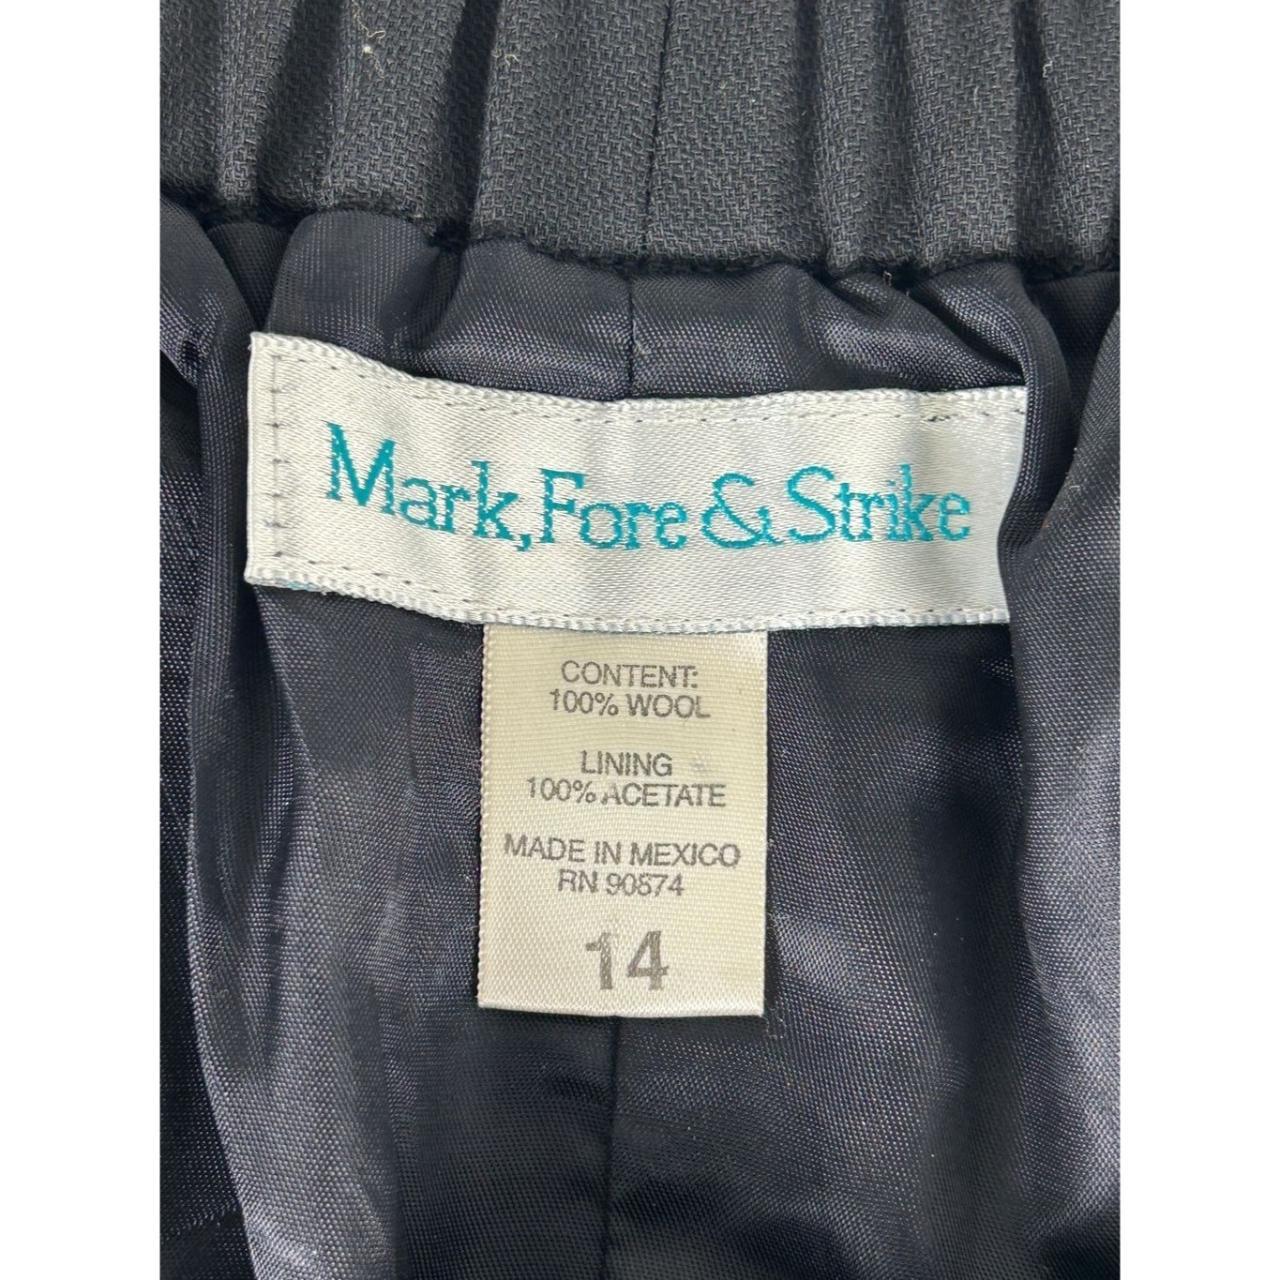 Mark, Fore & Strike
CONTENT:
100% WOOL
LINING
100% ACETATE
MADE IN MEXICO
RN 90874
14